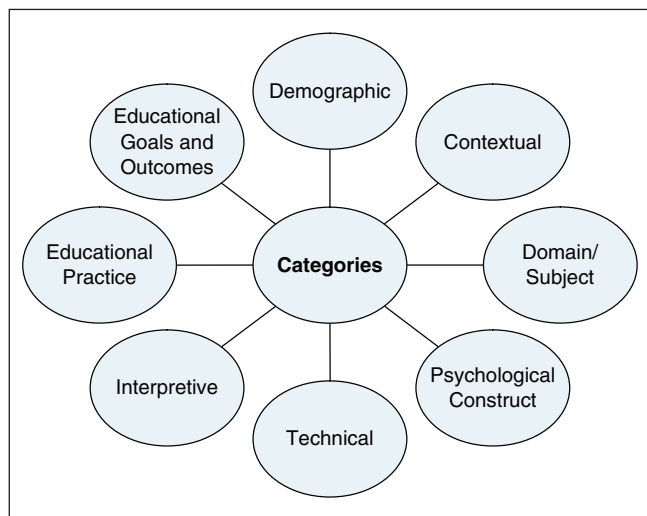 Demographic
Educational
Goals and
Outcomes
Contextual
Educational
Practice
Categories
Domain/
Subject
Interpretive
Technical
Psychological
Construct